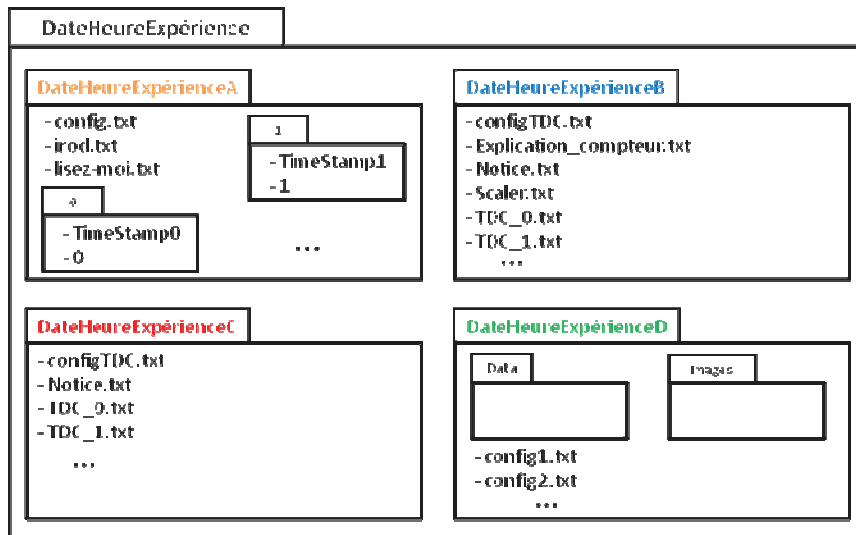 DateHeureExpérience
DateHeureExpérienceA
-config.txt
-irod.txt
-lisez-moi.txt
0
-TimeStamp0
-0
1
-TimeStamp1
-1
...
DateHeureExpérienceB
-configTDC.txt
-Explication_compteur.txt
-Notice.txt
-Scaler.txt
-TDC_0.txt
-TDC_1.txt
...
DateHeureExpérienceC
-configTDC.txt
-Notice.txt
-TDC_0.txt
-TDC_1.txt
...
DateHeureExpérienceD
Data
Images
-config1.txt
-config2.txt
...